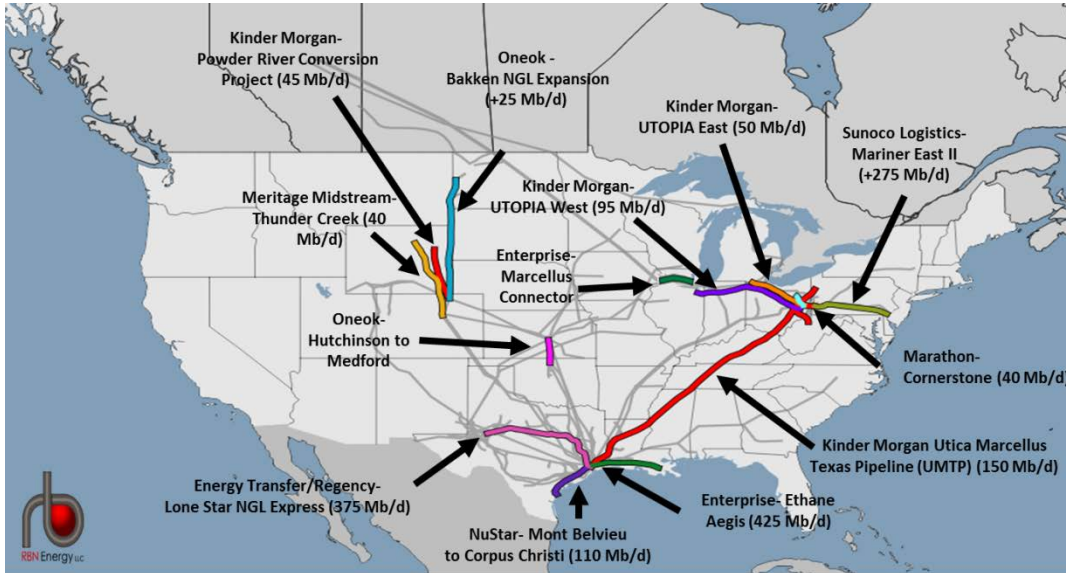 Kinder Morgan-
Powder River Conversion
Project (45 Mb/d)
Oneok -
Bakken NGL Expansion
(+25 Mb/d)
Kinder Morgan-
UTOPIA East (50 Mb/d)
Sunoco Logistics-
Mariner East II
(+275 Mb/d)
Meritage Midstream-
Thunder Creek (40
Mb/d)
Kinder Morgan-
UTOPIA West (95 Mb/d)
Enterprise-
Marcellus
Connector
Oneok-
Hutchinson to
Medford
Marathon-
Cornerstone (40 Mb/d)
Kinder Morgan Utica Marcellus
Texas Pipeline (UMTP) (150 Mb/d)
Energy Transfer/Regency-
Lone Star NGL Express (375 Mb/d)
Enterprise- Ethane
Aegis (425 Mb/d)
NuStar- Mont Belvieu
to Corpus Christi (110 Mb/d)
RBN Energy LLC